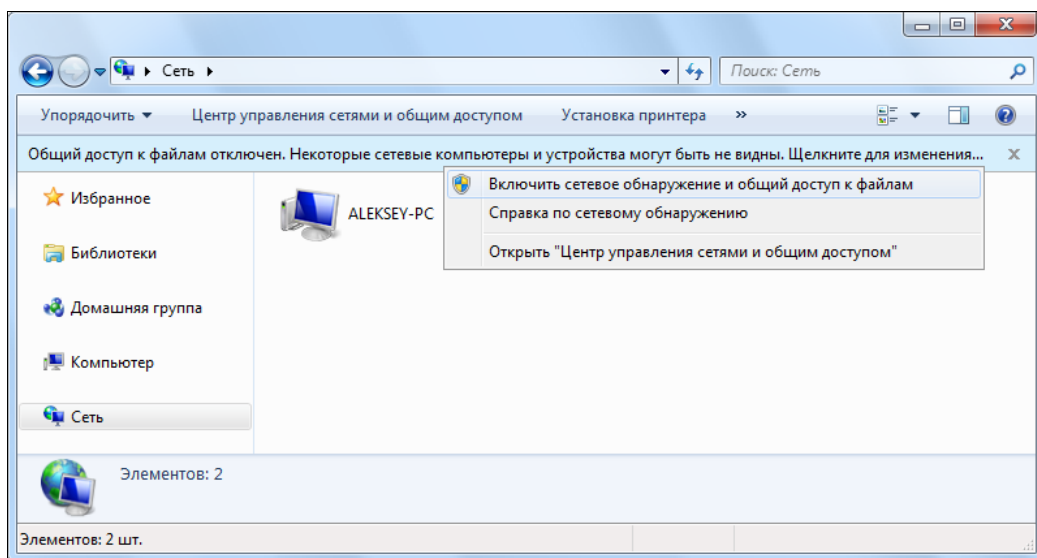 Сеть
Поиск: Сеть
Упорядочить Центр управления сетями и общим доступом Установка принтера »
Общий доступ к файлам отключен. Некоторые сетевые компьютеры и устройства могут быть не видны. Щелкните для изменения...
Избранное
Библиотеки
Домашняя группа
Компьютер
Сеть
ALEKSEY-PC
Включить сетевое обнаружение и общий доступ к файлам
Справка по сетевому обнаружению
Открыть "Центр управления сетями и общим доступом"
Элементов: 2
Элементов: 2 шт.